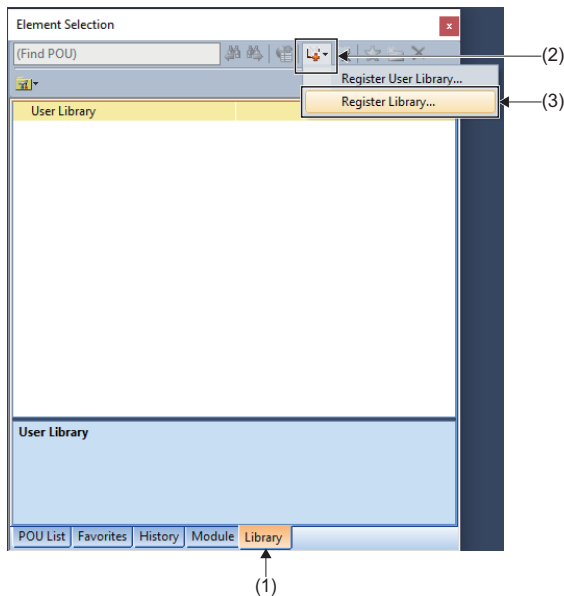 Element Selection
x
(Find POU)
(2)
Register User Library...
Register Library...
(3)
User Library
User Library
POU List Favorites History Module Library
(1)